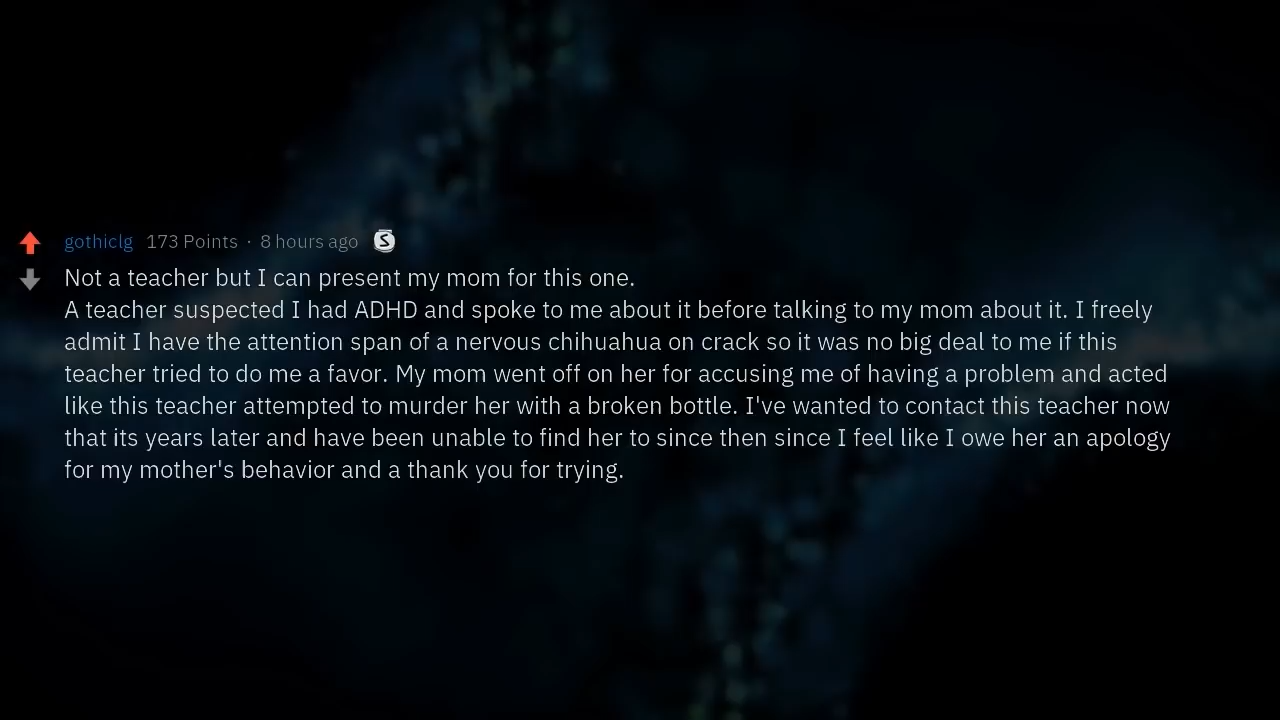 gothiclg 173 Points · 8 hours ago S
Not a teacher but I can present my mom for this one.
A teacher suspected I had ADHD and spoke to me about it before talking to my mom about it. I freely
admit I have the attention span of a nervous chihuahua on crack so it was no big deal to me if this
teacher tried to do me a favor. My mom went off on her for accusing me of having a problem and acted
like this teacher attempted to murder her with a broken bottle. I've wanted to contact this teacher now
that its years later and have been unable to find her to since then since I feel like I owe her an apology
for my mother's behavior and a thank you for trying.